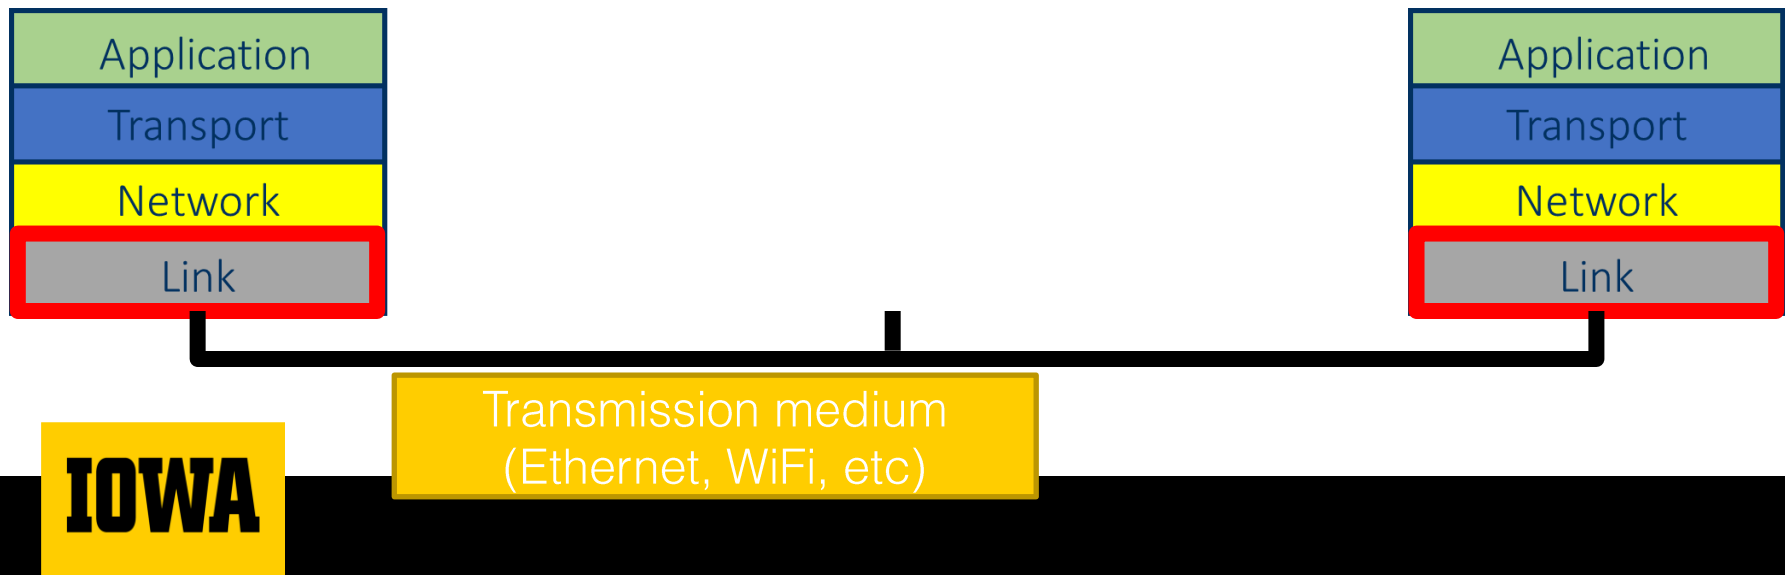 Application
Transport
Network
Link
Application
Transport
Network
Link
Transmission medium
(Ethernet, WiFi, etc)
IOWA